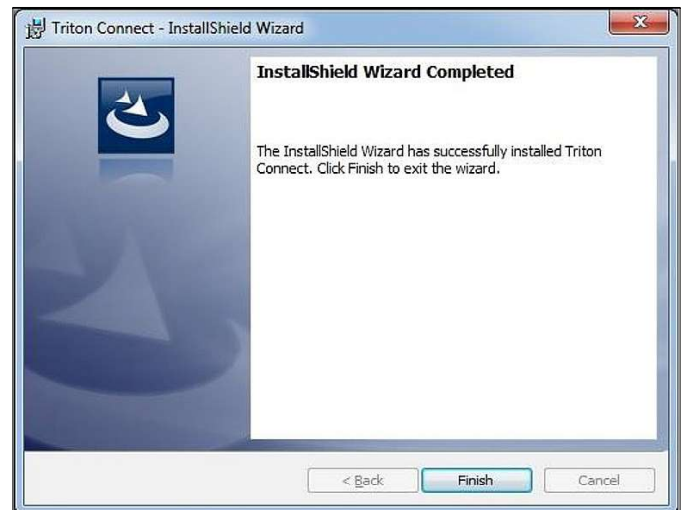 Triton Connect - InstallShield Wizard
InstallShield Wizard Completed
The InstallShield Wizard has successfully installed Triton
Connect. Click Finish to exit the wizard.
< Back
Finish
Cancel